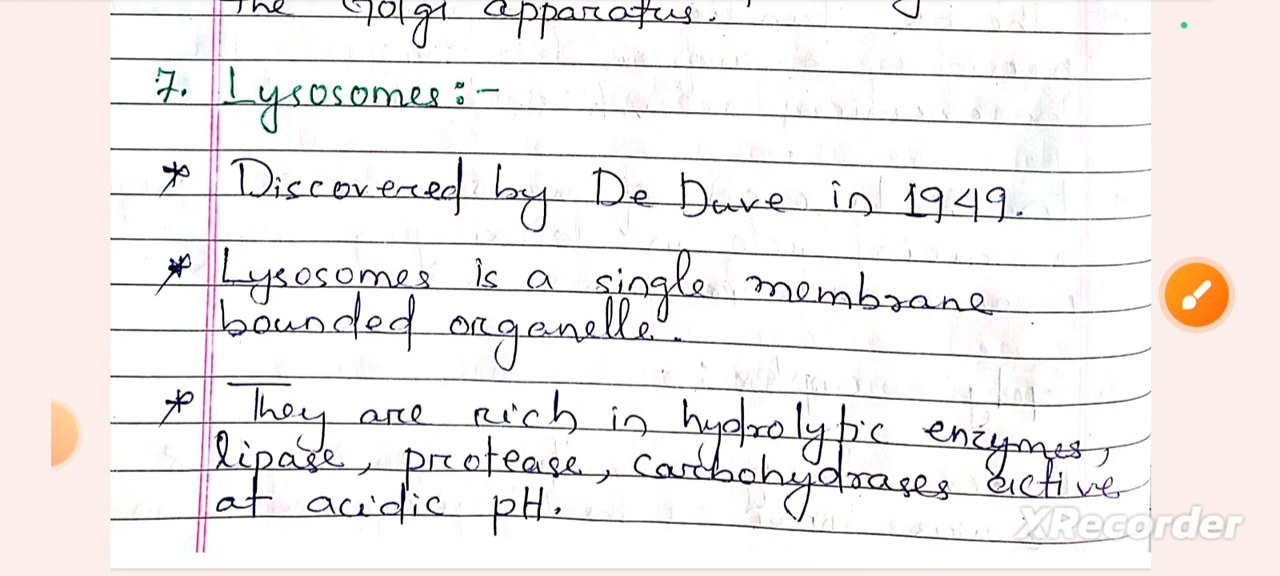 The Golgi apparatus.
7. Lysosomes:-
* Discovered by De Duve in 1949.
* Lysosomes is a single membrane
bounded organelle.
* They are rich in hydrolytic enzymes,
lipase, protease, carbohydrases active
at acidic pH.
XRecorder